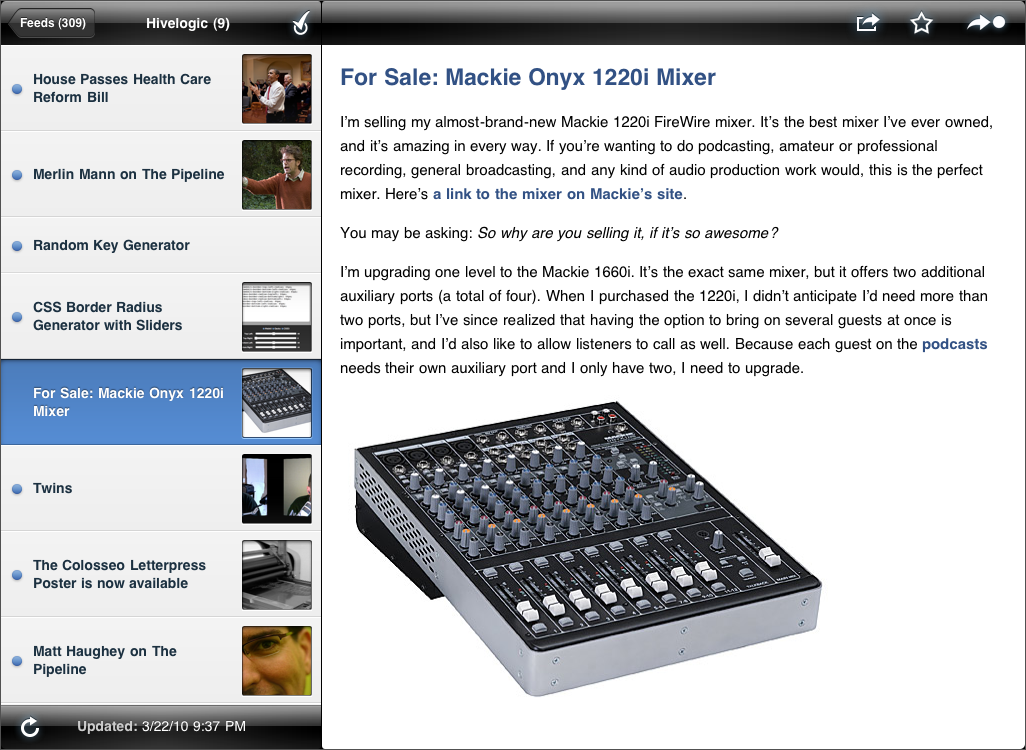 Feeds (309)
Hivelogic (9)
House Passes Health Care
Reform Bill
Merlin Mann on The Pipeline
Random Key Generator
CSS Border Radius
Generator with Sliders
For Sale: Mackie Onyx 1220i
Mixer
Twins
The Colosseo Letterpress
Poster is now available
Matt Haughey on The
Pipeline
Updated: 3/22/10 9:37 PM
For Sale: Mackie Onyx 1220i Mixer
I'm selling my almost-brand-new Mackie 1220i FireWire mixer. It's the best mixer I've ever owned,
and it's amazing in every way. If you're wanting to do podcasting, amateur or professional
recording, general broadcasting, and any kind of audio production work would, this is the perfect
mixer. Here's a link to the mixer on Mackie's site.
You may be asking: So why are you selling it, if it's so awesome?
I'm upgrading one level to the Mackie 1660i. It's the exact same mixer, but it offers two additional
auxiliary ports (a total of four). When I purchased the 1220i, I didn't anticipate I'd need more than
two ports, but I've since realized that having the option to bring on several guests at once is
important, and I'd also like to allow listeners to call as well. Because each guest on the podcasts
needs their own auxiliary port and I only have two, I need to upgrade.